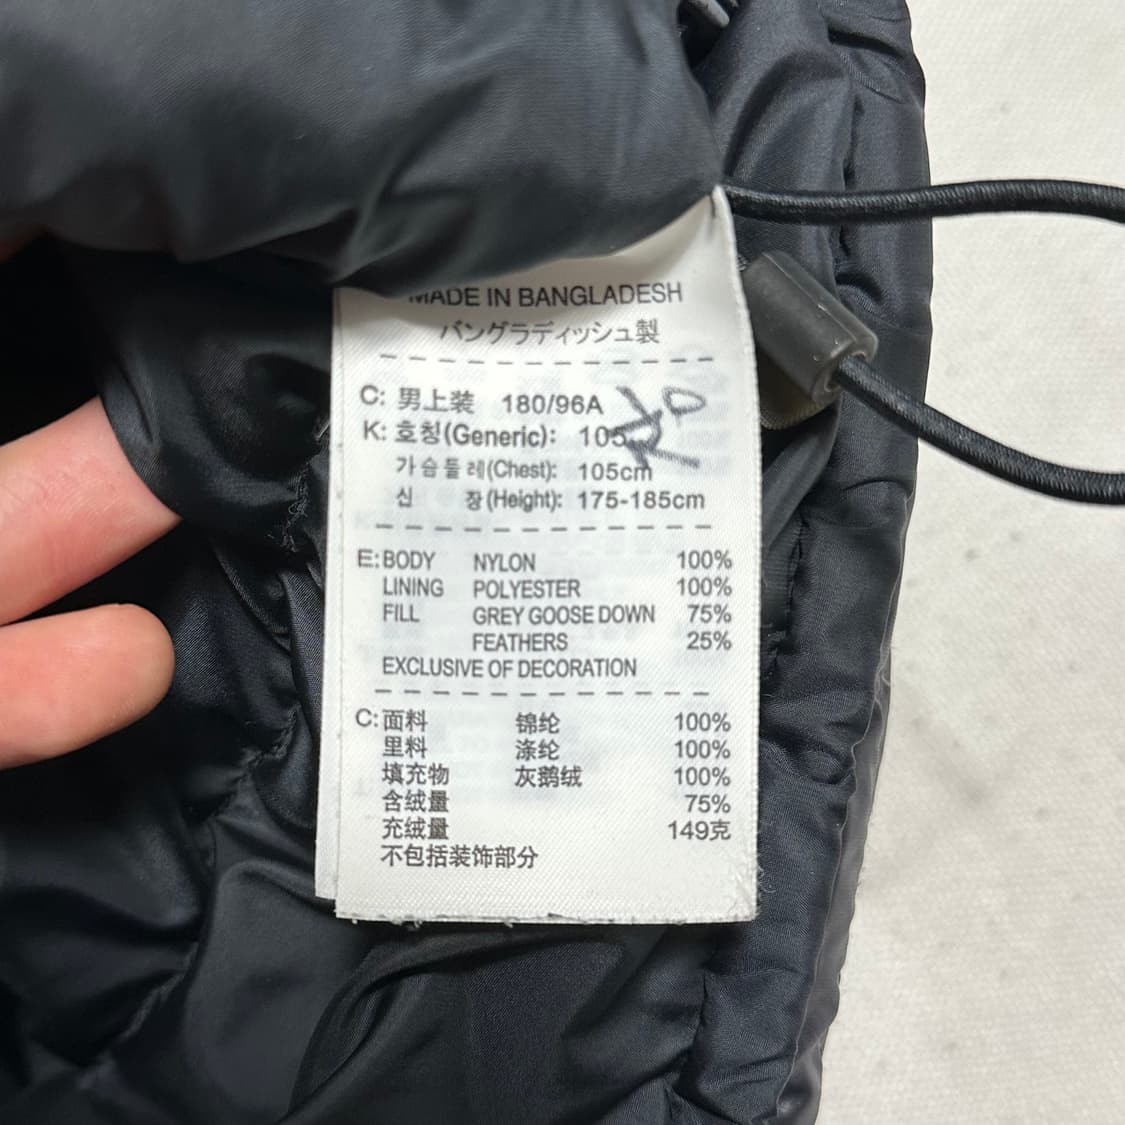 MADE IN BANGLADESH
バングラディッシュ製
C: 男上装 180/96A
K: 호칭(Generic): 105
가슴둘레(Chest): 105cm
신 장(Height): 175-185cm
E: BODY NYLON 100%
LINING POLYESTER 100%
FILL GREY GOOSE DOWN 75%
FEATHERS 25%
EXCLUSIVE OF DECORATION
C: 面料 锦纶 100%
里料 涤纶 100%
填充物 灰鹅绒 100%
含绒量 75%
充绒量 149克
不包括装饰部分